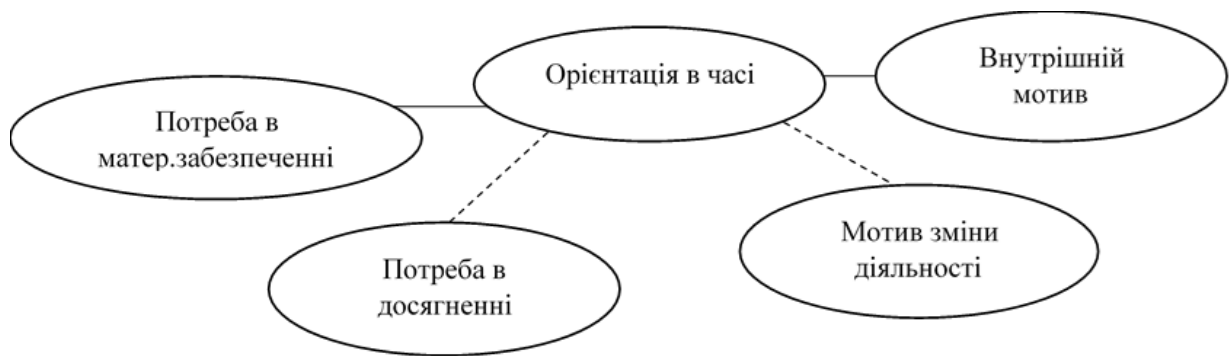 Орієнтація в часі
Внутрішній
мотив
Потреба в
матер.забезпеченні
Потреба в
досягненні
Мотив зміни
діяльності